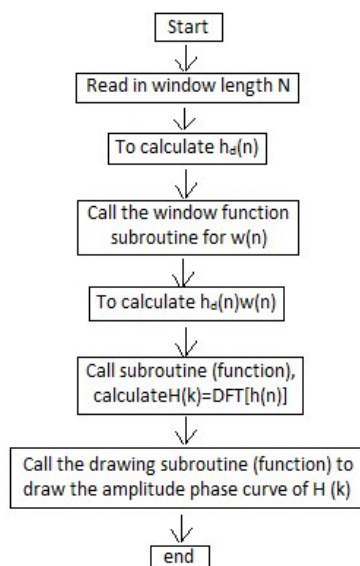 Start
Read in window length N
To calculate hd(n)
Call the window function
subroutine for w(n)
To calculate hd(n)w(n)
Call subroutine (function),
calculateH(k)=DFT[h(n)]
Call the drawing subroutine (function) to
draw the amplitude phase curve of H (k)
end